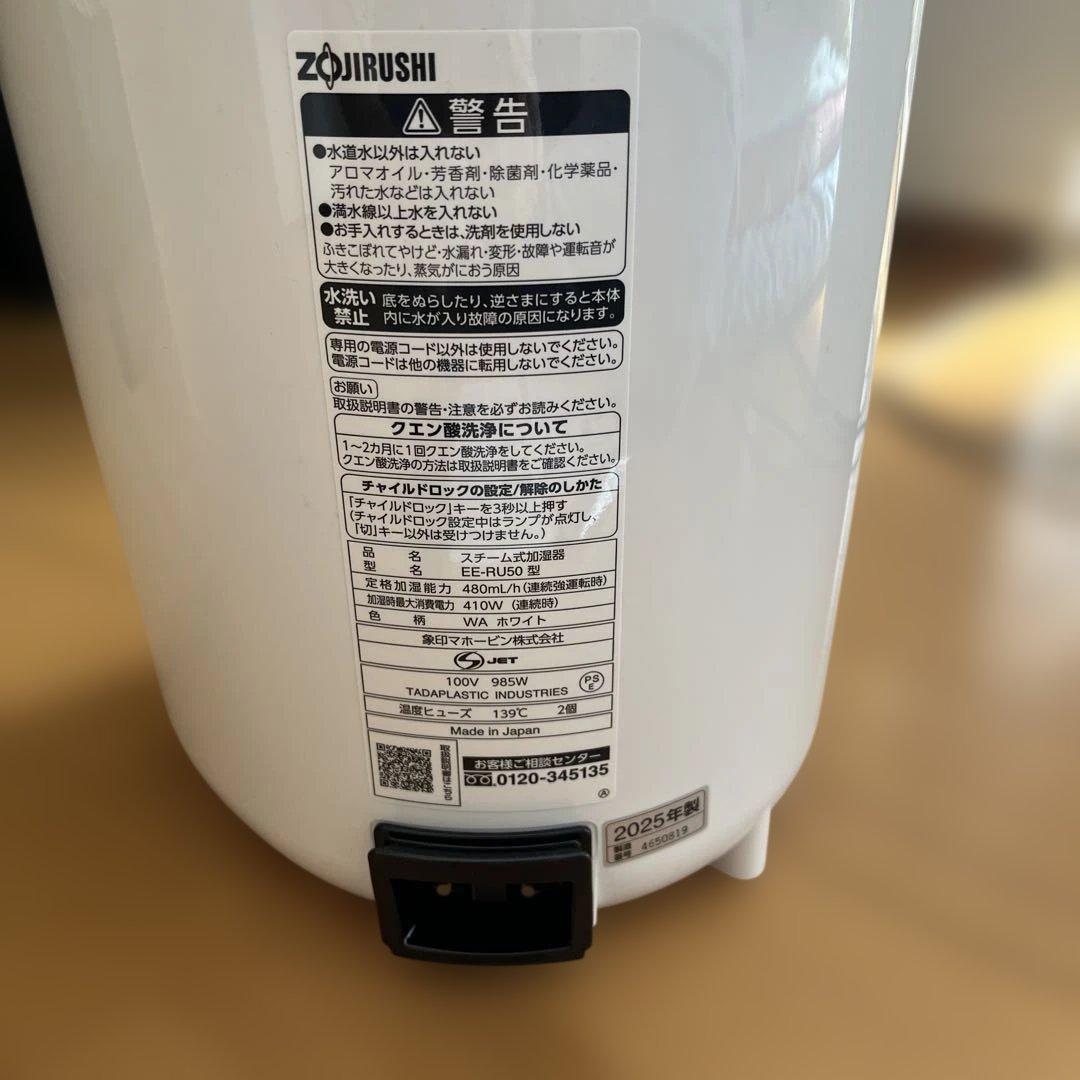 ZOJIRUSHI
警告
●水道水以外は入れない
アロマオイル・芳香剤・除菌剤・化学薬品・
汚れた水などは入れない
●満水線以上水を入れない
●お手入れするときは、洗剤を使用しない
ふきこぼれてやけど・水漏れ・変形・故障や運転音が
大きくなったり、蒸気がにおう原因
水洗い禁止 底をぬらしたり、逆さまにすると本体
内に水が入り故障の原因になります。
専用の電源コード以外は使用しないでください。
電源コードは他の機器に転用しないでください。
お願い
取扱説明書の警告・注意を必ずお読みください。
クエン酸洗浄について
1〜2カ月に1回クエン酸洗浄をしてください。
クエン酸洗浄の方法は取扱説明書をご確認ください。
チャイルドロックの設定/解除のしかた
「チャイルドロック」キーを3秒以上押す
(チャイルドロック設定中はランプが点灯し、
「切」キー以外は受けつけません。)
品名 スチーム式加湿器
型名 EE-RU50 型
定格加湿能力 480mL/h(連続強運転時)
加湿時最大消費電力 410W (連続時)
色柄 WA ホワイト
象印マホービン株式会社
S JET
100V 985W
TADAPLASTIC INDUSTRIES
PSE
温度ヒューズ 139℃ 2個
Made in Japan
取扱説明書はこちら
お客様ご相談センター
0120-345135
Ⓐ
2025年製
製造番号 4650819